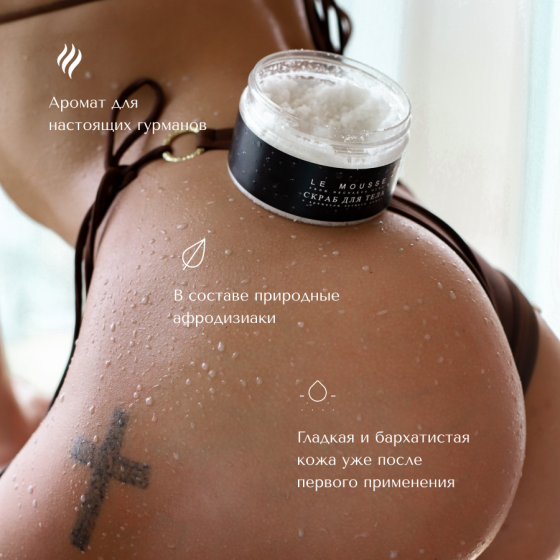 Аромат для
настоящих гурманов
LE MOUSSE
СКРАБ ДЛЯ ТЕЛА
В составе природные
афродизиаки
Гладкая и бархатистая
кожа уже после
первого применения